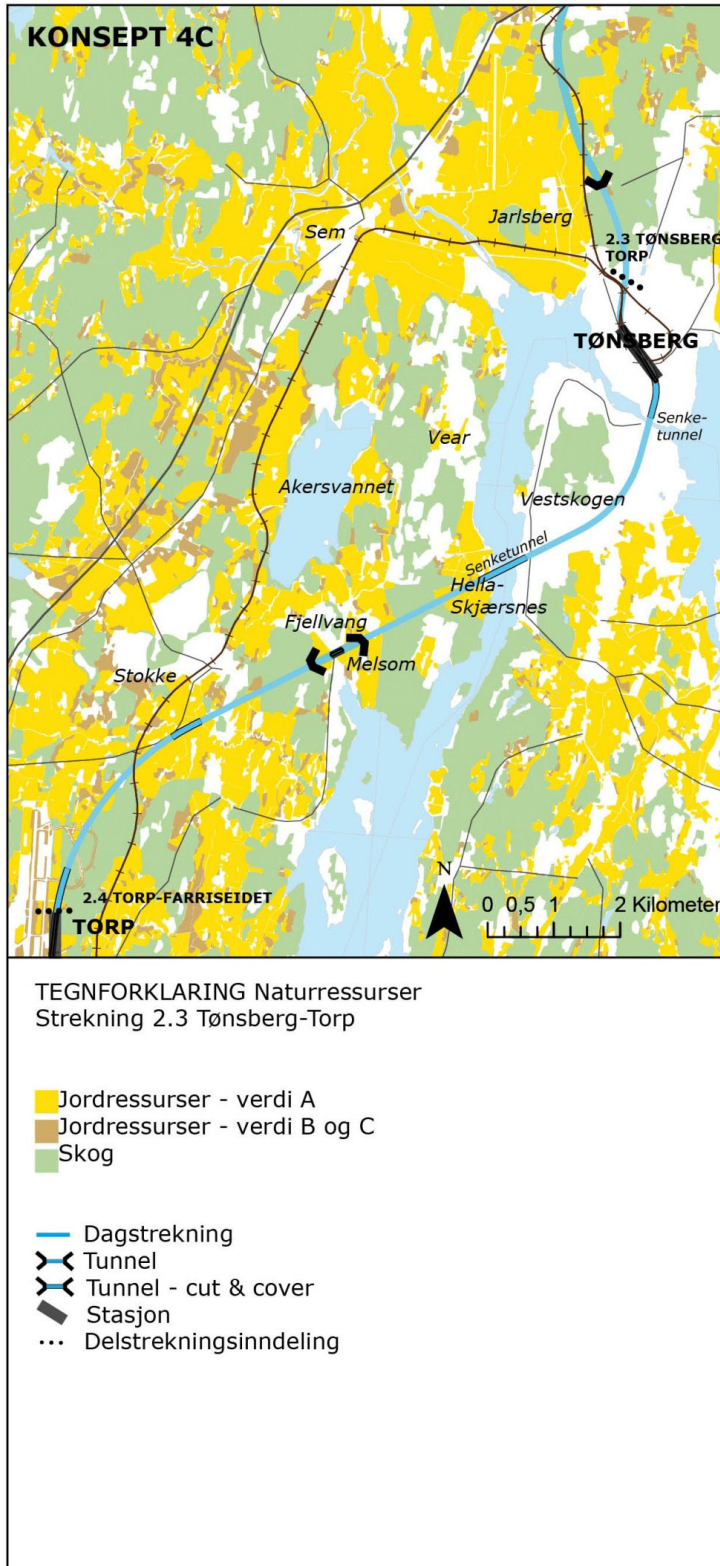 KONSEPT 4C
Jarlsberg
Sem
2.3 TØNSBERG
TORP
TØNSBERG
Senke-
tunnel
Vear
Akersvannet
Vestskogen
Senketunnel
Hella-
Skjærsnes
Fjellvang
Melsom
Stokke
N
2.4 TORP-FARRISEIDET
TORP
0 0,5 1 2 Kilometer
TEGNFORKLARING Naturressurser
Strekning 2.3 Tønsberg-Torp
Jordressurser - verdi A
Jordressurser - verdi B og C
Skog
Dagstrekning
Tunnel
Tunnel - cut & cover
Stasjon
Delstrekningsinndeling